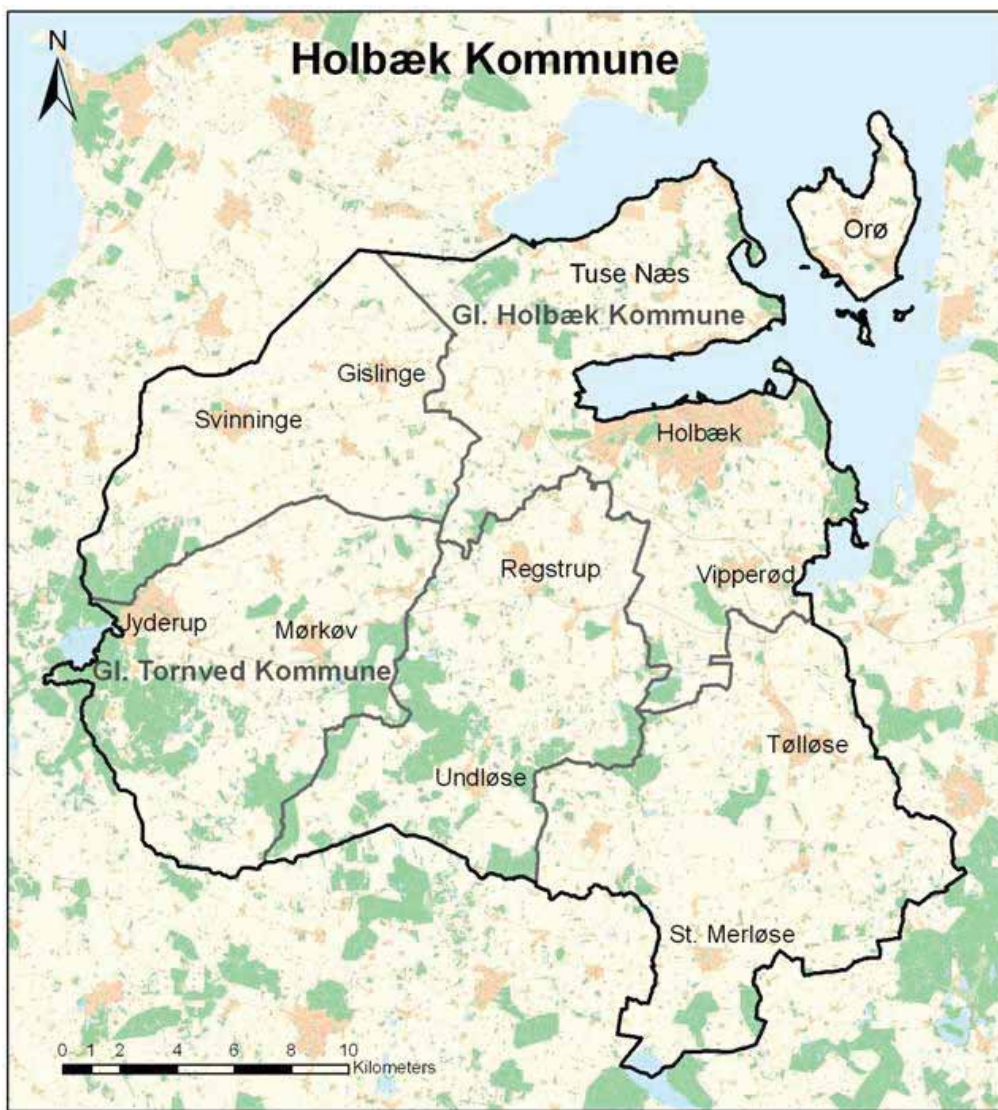 Holbæk Kommune
N
Orø
Tuse Næs
Gl. Holbæk Kommune
Gislinge
Svinninge
Holbæk
Regstrup
Vipperød
Jyderup
Mørkøv
Gl. Tornved Kommune
Tølløse
Undløse
St. Merløse
0 1 2 4 6 8 10
Kilometers